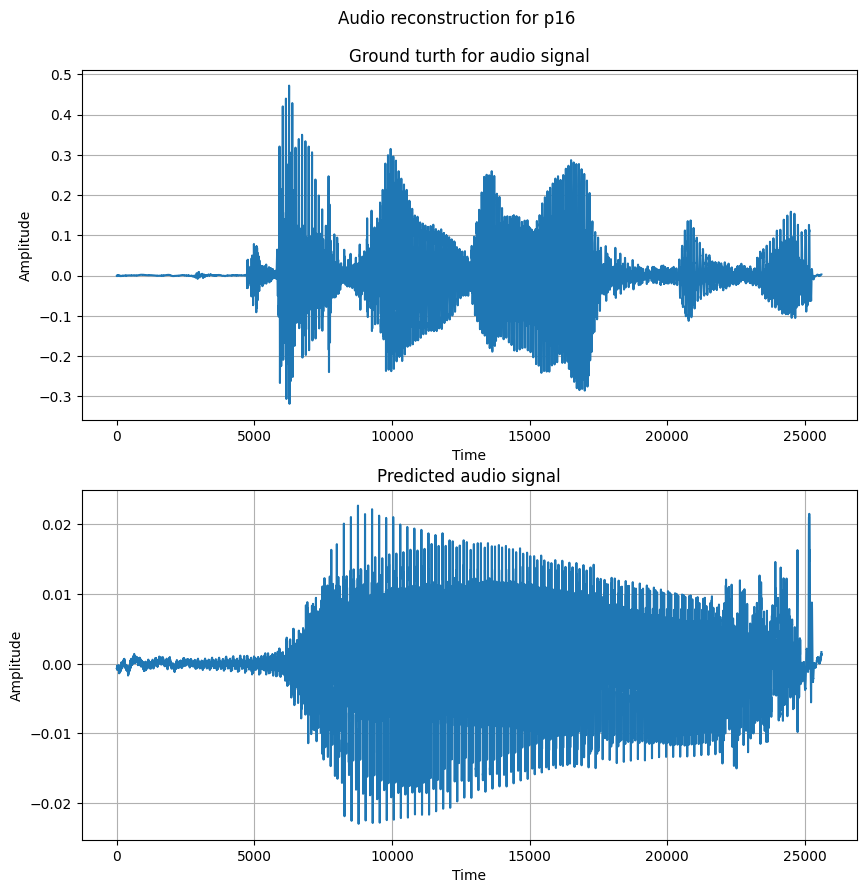 Audio reconstruction for p16
Ground turth for audio signal
0.5
0.4
0.3
0.2
0.1
0.0
−0.1
−0.2
−0.3
Amplitude
0 5000 10000 15000 20000 25000
Time
Predicted audio signal
0.02
0.01
0.00
−0.01
−0.02
Amplitude
0 5000 10000 15000 20000 25000
Time